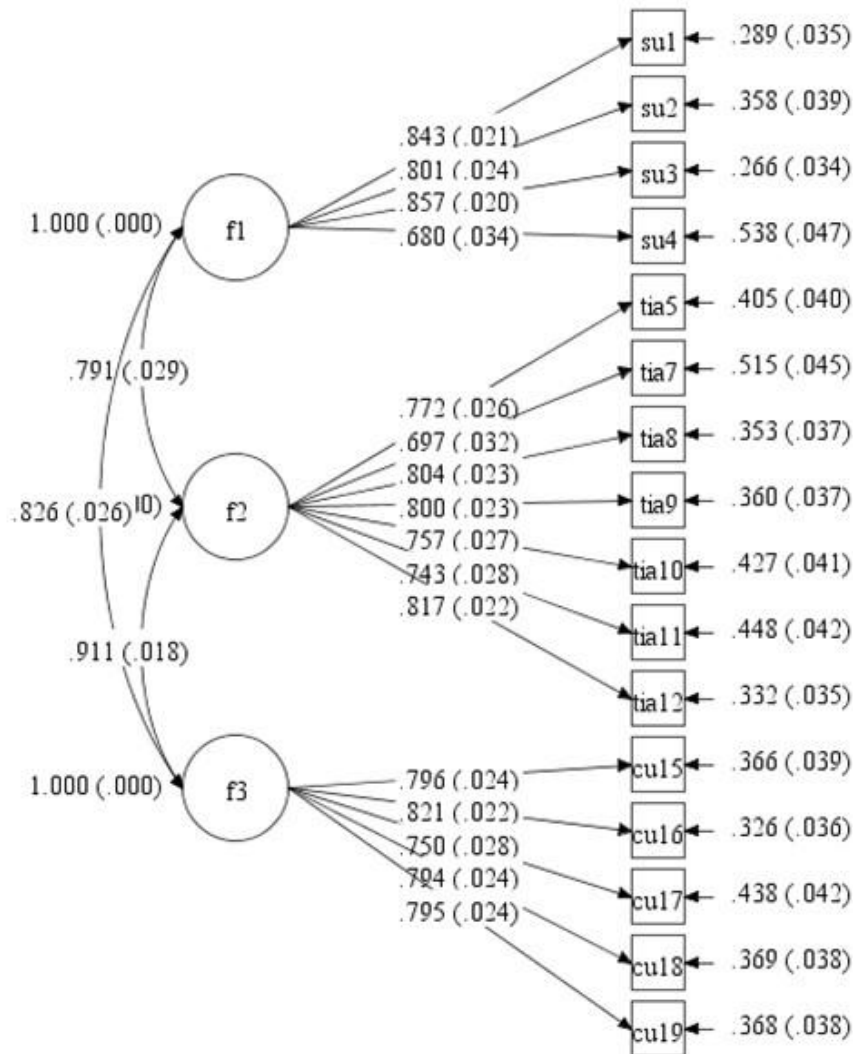 su1 .289 (.035)
su2 .358 (.039)
.843 (.021)
.801 (.024)
su3 .266 (.034)
.857 (.020)
1.000 (.000) f1 .680 (.034) su4 .538 (.047)
tia5 .405 (.040)
.791 (.029) tia7 .515 (.045)
.772 (.026)
.697 (.032) tia8 .353 (.037)
.804 (.023)
.826 (.026) 0) f2 .800 (.023) tia9 .360 (.037)
.757 (.027)
tia10 .427 (.041)
.743 (.028)
.817 (.022)
tia11 .448 (.042)
.911 (.018)
tia12 .332 (.035)
.796 (.024) cu15 .366 (.039)
1.000 (.000) f3
.821 (.022) cu16 .326 (.036)
.750 (.028)
.794 (.024) cu17 .438 (.042)
.795 (.024)
cu18 .369 (.038)
cu19 .368 (.038)